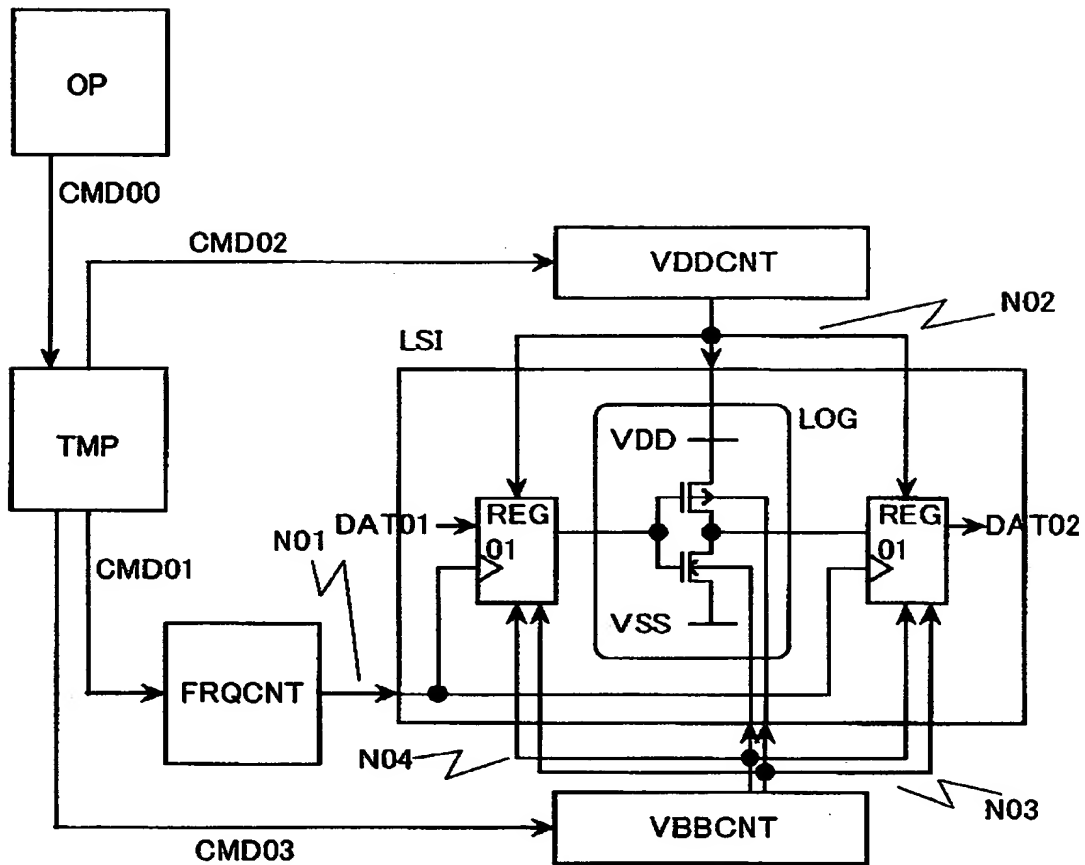 OP
CMD00
CMD02
VDDCNT
N02
LSI
TMP
VDD
LOG
DAT01
REG
01
REG
01
DAT02
N01
CMD01
VSS
FRQCNT
N04
N03
VBBCNT
CMD03